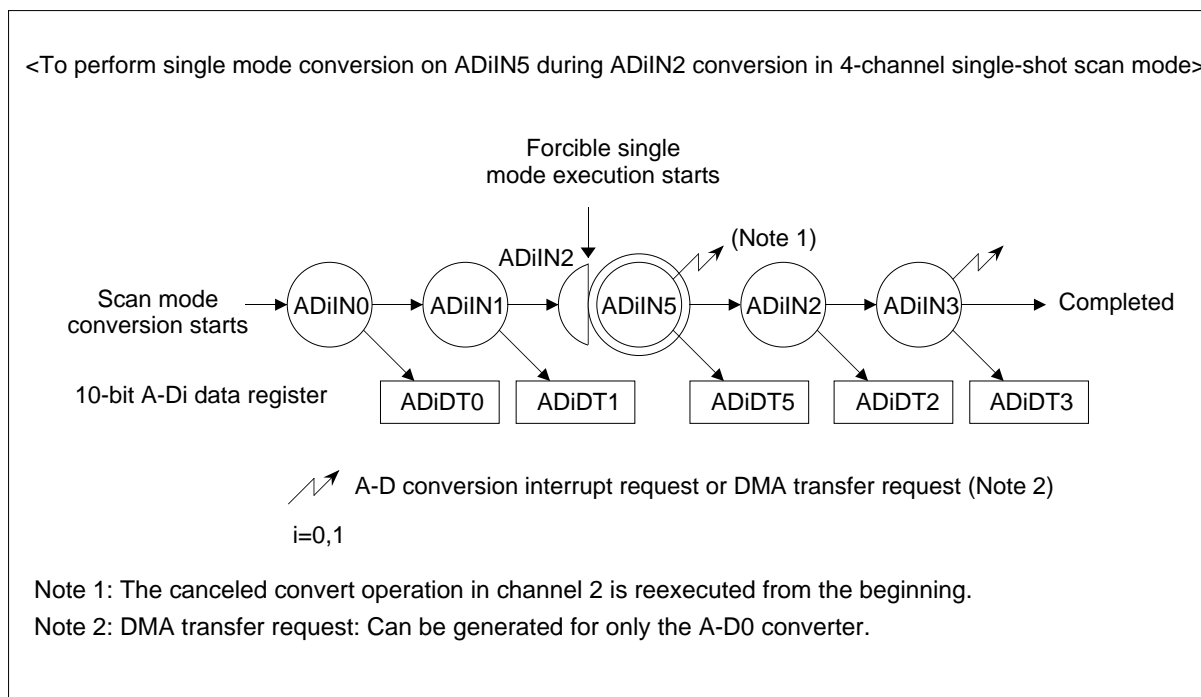 <To perform single mode conversion on ADiIN5 during ADiIN2 conversion in 4-channel single-shot scan mode>
Forcible single
mode execution starts
(Note 1)
ADiIN2
Scan mode
conversion starts
ADiIN0
ADiIN1
ADiIN5
ADiIN2
ADiIN3
Completed
10-bit A-Di data register
ADiDT0
ADiDT1
ADiDT5
ADiDT2
ADiDT3
A-D conversion interrupt request or DMA transfer request (Note 2)
i=0,1
Note 1: The canceled convert operation in channel 2 is reexecuted from the beginning.
Note 2: DMA transfer request: Can be generated for only the A-D0 converter.